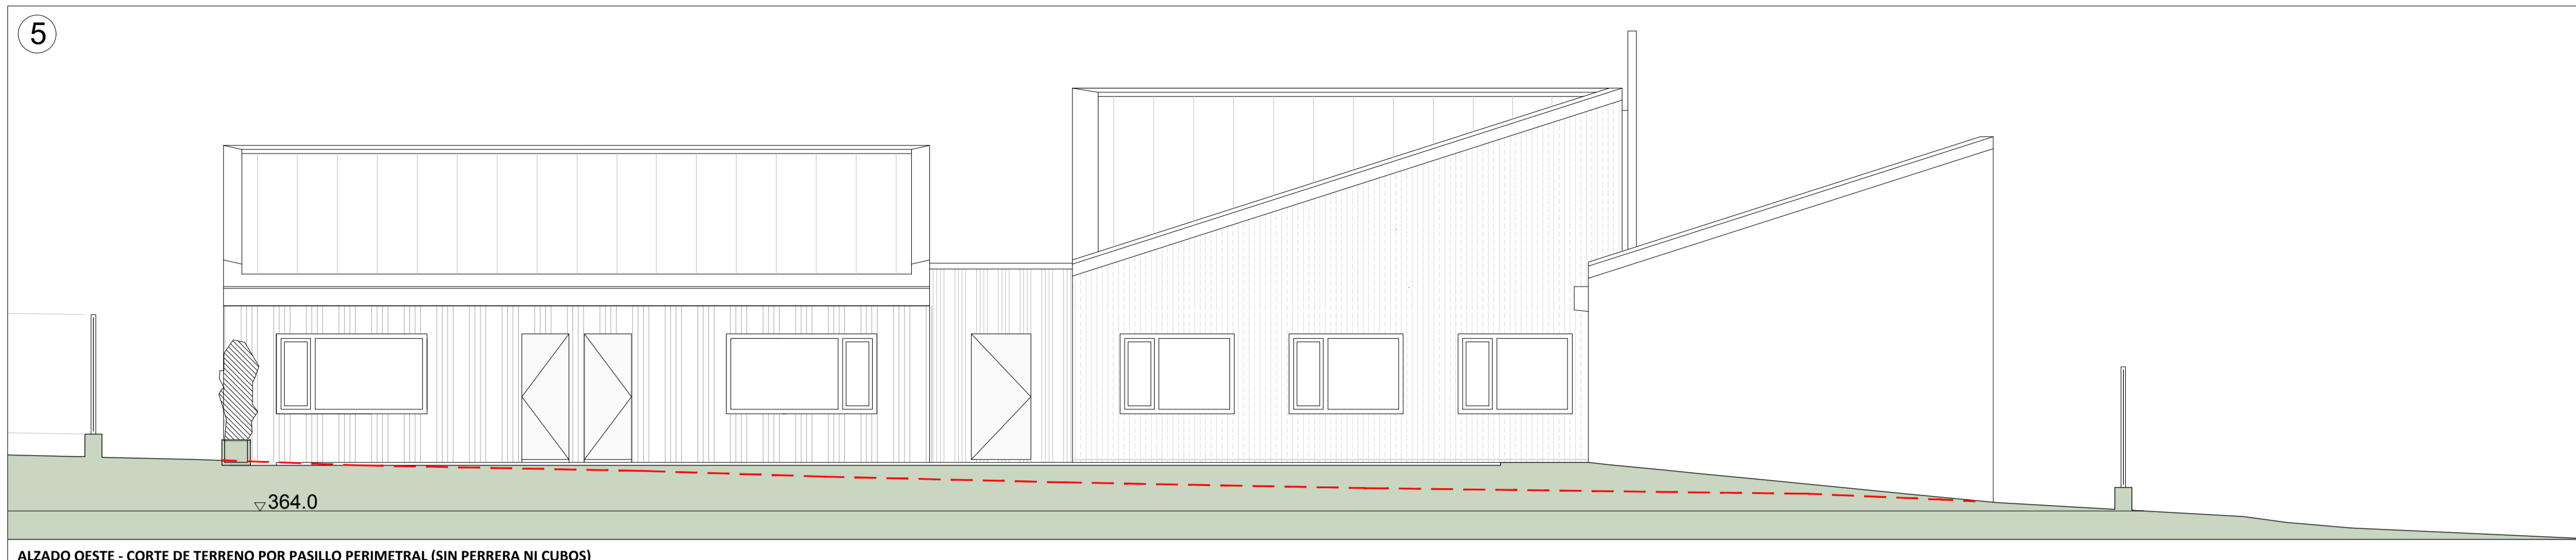 5
364.0
ALZADO OESTE - CORTE DE TERRENO POR PASILLO PERIMETRAL (SIN PERRERA NI CUBOS)